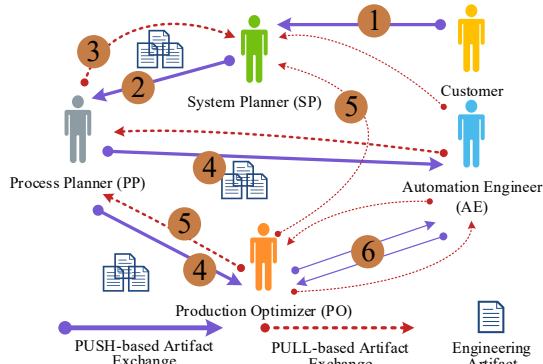 1
3
2
System Planner (SP)
Customer
5
4
Process Planner (PP)
Automation Engineer
(AE)
5
6
4
Production Optimizer (PO)
PUSH-based Artifact
Exchange
PULL-based Artifact
Exchange
Engineering
Artifact